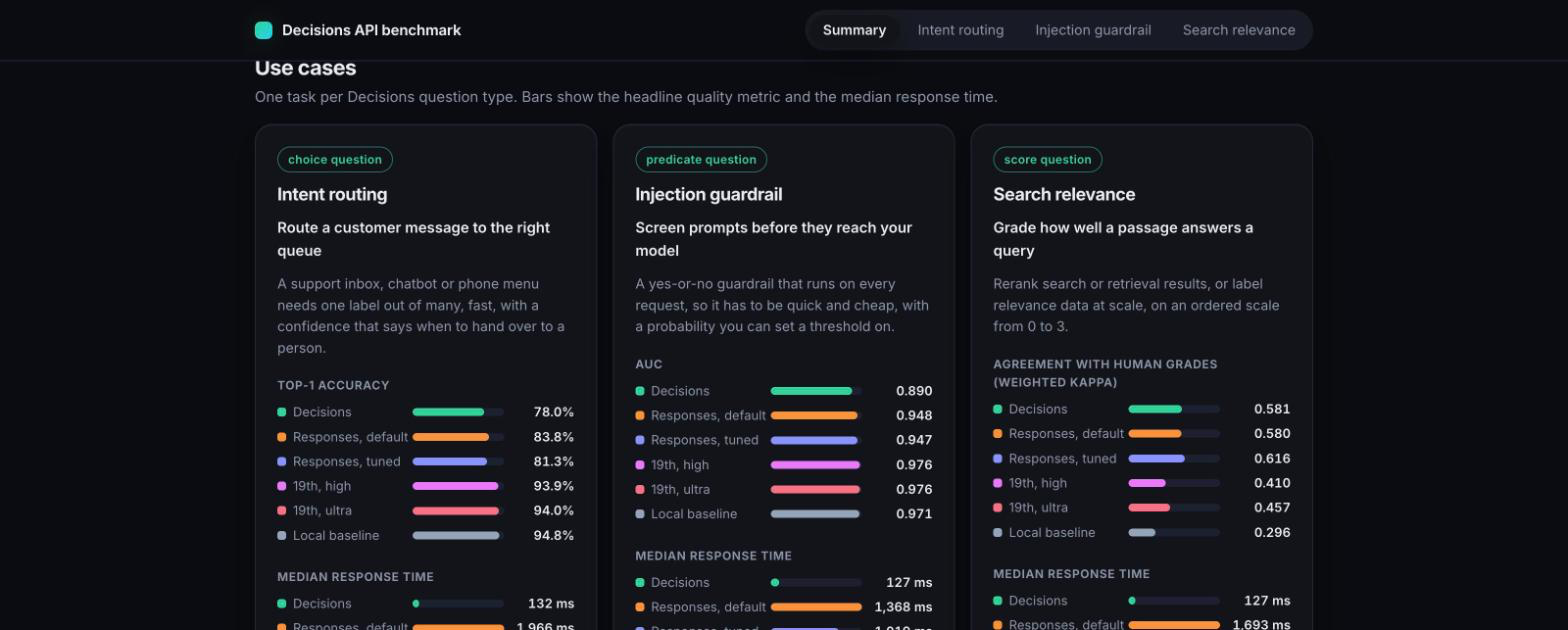 Decisions API benchmark
Summary Intent routing Injection guardrail Search relevance
Use cases
One task per Decisions question type. Bars show the headline quality metric and the median response time.
choice question
Intent routing
Route a customer message to the right
queue
A support inbox, chatbot or phone menu
needs one label out of many, fast, with a
confidence that says when to hand over to a
person.
TOP-1 ACCURACY
Decisions 78.0%
Responses, default 83.8%
Responses, tuned 81.3%
19th, high 93.9%
19th, ultra 94.0%
Local baseline 94.8%
MEDIAN RESPONSE TIME
Decisions 132 ms
Responses, default 1,966 ms
predicate question
Injection guardrail
Screen prompts before they reach your
model
A yes-or-no guardrail that runs on every
request, so it has to be quick and cheap, with
a probability you can set a threshold on.
AUC
Decisions 0.890
Responses, default 0.948
Responses, tuned 0.947
19th, high 0.976
19th, ultra 0.976
Local baseline 0.971
MEDIAN RESPONSE TIME
Decisions 127 ms
Responses, default 1,368 ms
score question
Search relevance
Grade how well a passage answers a
query
Rerank search or retrieval results, or label
relevance data at scale, on an ordered scale
from 0 to 3.
AGREEMENT WITH HUMAN GRADES
(WEIGHTED KAPPA)
Decisions 0.581
Responses, default 0.580
Responses, tuned 0.616
19th, high 0.410
19th, ultra 0.457
Local baseline 0.296
MEDIAN RESPONSE TIME
Decisions 127 ms
Responses, default 1,693 ms